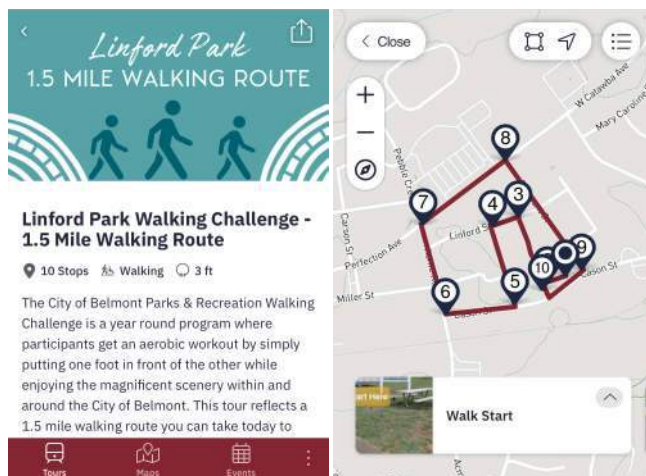 Linford Park
1.5 MILE WALKING ROUTE
Linford Park Walking Challenge -
1.5 Mile Walking Route
10 Stops Walking 3 ft
The City of Belmont Parks & Recreation Walking
Challenge is a year round program where
participants get an aerobic workout by simply
putting one foot in front of the other while
enjoying the magnificent scenery within and
around the City of Belmont. This tour reflects a
1.5 mile walking route you can take today to
Tours Maps Events
Close
W Catawba Ave
Mary Caroline
8
Pebble Cre
Carson St
7
4
3
Linford S
Perfection Ave
9
10
Cason St
Miller St
6
5
Start Here
Walk Start